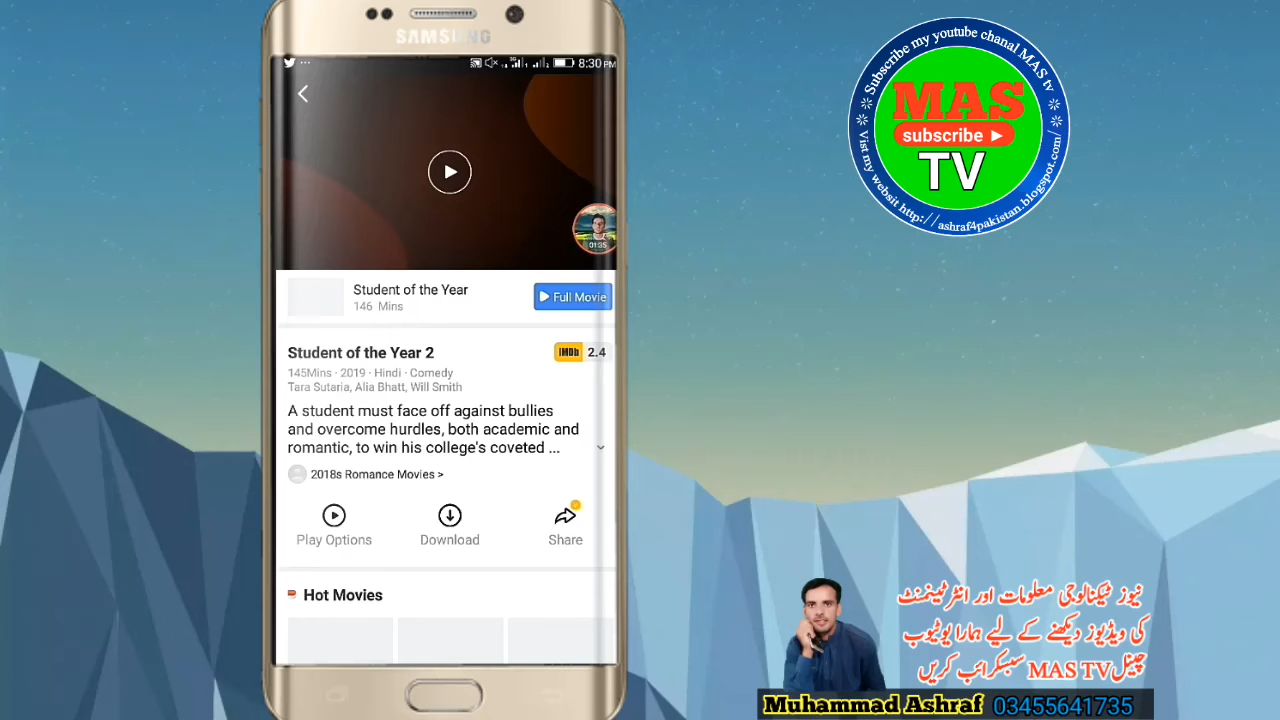 SAMSUNG
8:30 PM
01:35
Student of the Year
146 Mins
Full Movie
Student of the Year 2
IMDb 2.4
145Mins · 2019 · Hindi · Comedy
Tara Sutaria, Alia Bhatt, Will Smith
A student must face off against bullies
and overcome hurdles, both academic and
romantic, to win his college's coveted ...
2018s Romance Movies >
Play Options
Download
Share
Hot Movies
Subscribe my youtube chanal MAS tv
MAS
subscribe
TV
Vist my websit http://ashraf4pakistan.blogspot.com/
نیوز ٹیکنالوجی معلومات اور انٹرٹینمنٹ
کی ویڈیوز دیکھنے کے لیے ہمارا یوٹیوب
چینل MAS TV سبسکرائب کریں
Muhammad Ashraf 03455641735